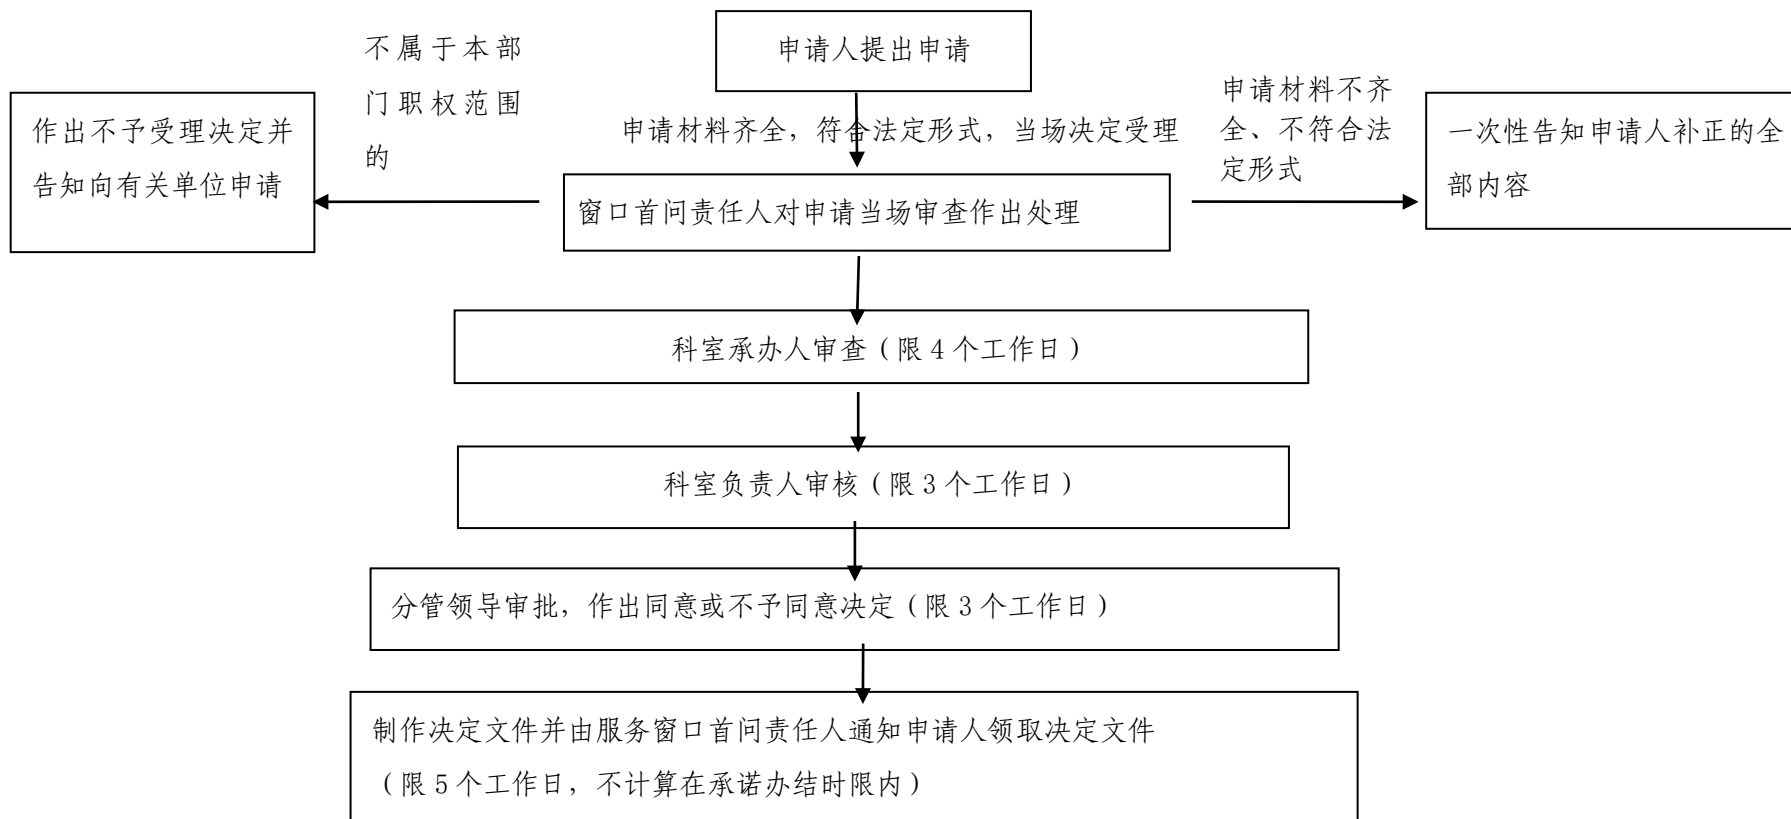 申请人提出申请
不属于本部
门职权范围
的
申请材料不齐
全、不符合法
定形式
作出不予受理决定并
告知向有关单位申请
申请材料齐全，符合法定形式，当场决定受理
一次性告知申请人补正的全
部内容
窗口首问责任人对申请当场审查作出处理
科室承办人审查（限4个工作日）
科室负责人审核（限3个工作日）
分管领导审批，作出同意或不予同意决定（限3个工作日）
制作决定文件并由服务窗口首问责任人通知申请人领取决定文件
（限5个工作日，不计算在承诺办结时限内）